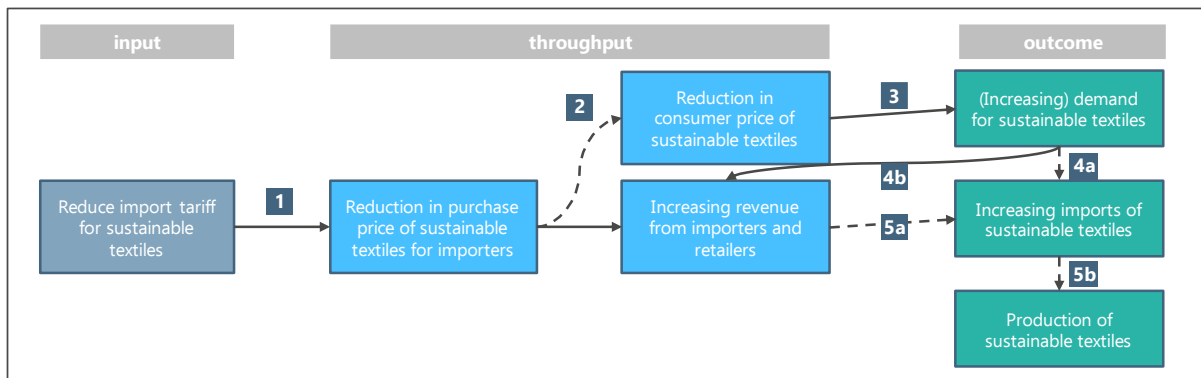 input
throughput
outcome
Reduction in
consumer price of
sustainable textiles
2
3
(Increasing) demand
for sustainable textiles
4b
4a
Reduce import tariff
for sustainable
textiles
1
Reduction in purchase
price of sustainable
textiles for importers
Increasing revenue
from importers and
retailers
5a
Increasing imports of
sustainable textiles
5b
Production of
sustainable textiles